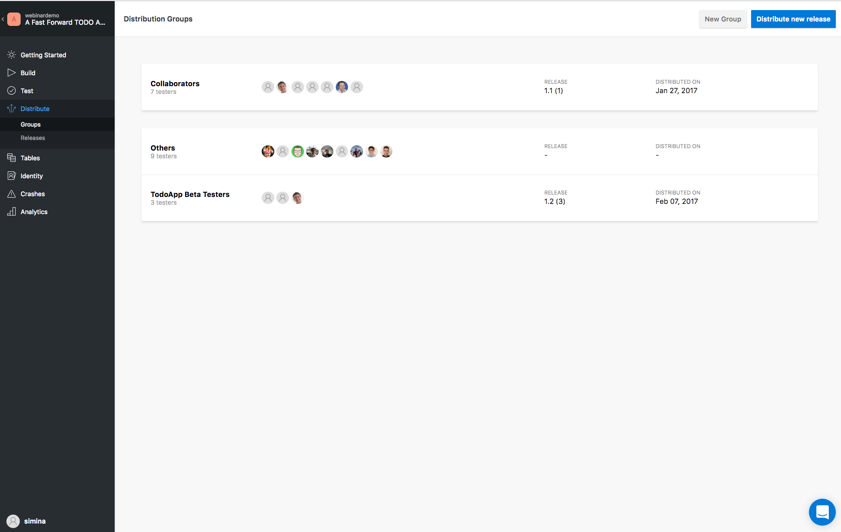 webinardemo
A Fast Forward TODO A...
Distribution Groups
New Group
Distribute new release
Getting Started
Build
Test
Distribute
Groups
Releases
Tables
Identity
Crashes
Analytics
Collaborators
7 testers
RELEASE
1.1 (1)
DISTRIBUTED ON
Jan 27, 2017
Others
9 testers
RELEASE
-
DISTRIBUTED ON
-
TodoApp Beta Testers
3 testers
RELEASE
1.2 (3)
DISTRIBUTED ON
Feb 07, 2017
A
simina